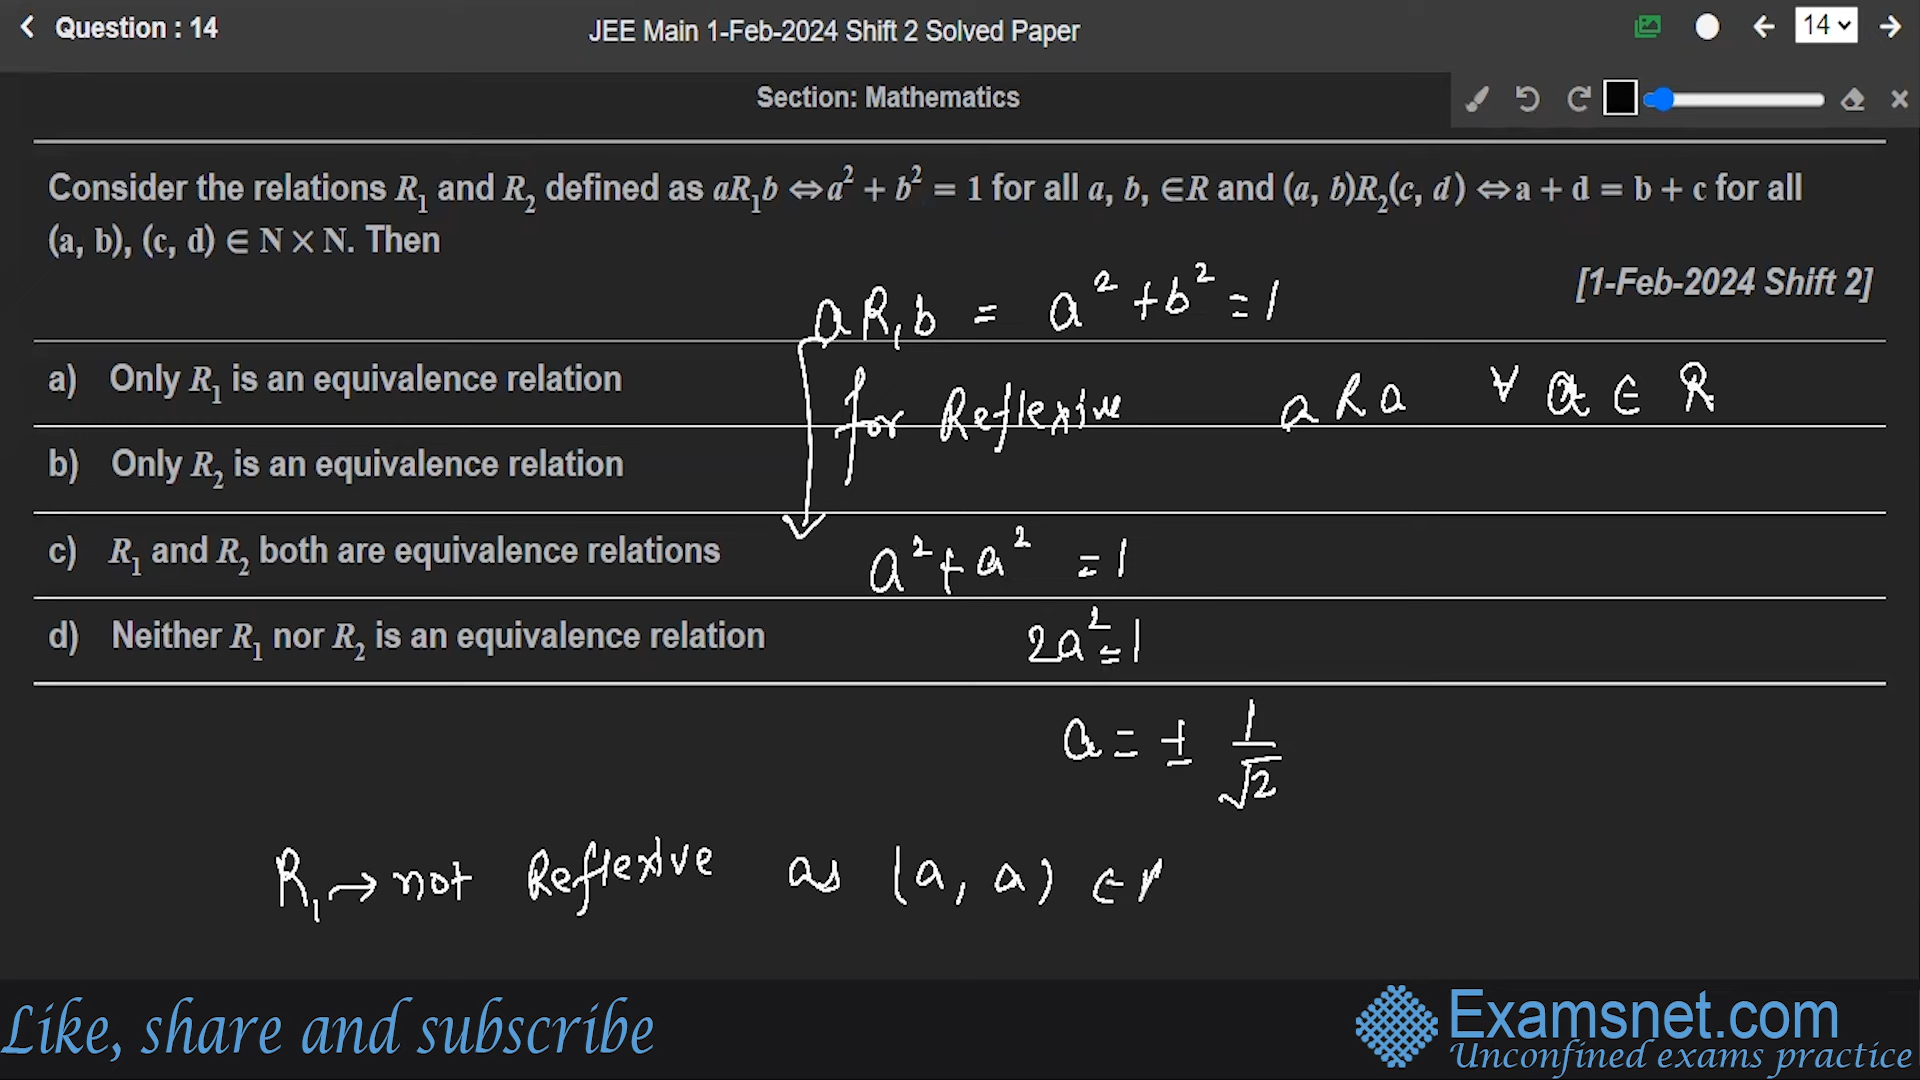 Question : 14
JEE Main 1-Feb-2024 Shift 2 Solved Paper
14
Section: Mathematics
Consider the relations R₁ and R₂ defined as aR₁b ⇔ a² + b² = 1 for all a, b, ∈R and (a, b)R₂(c, d) ⇔ a + d = b + c for all
(a, b), (c, d) ∈ N × N. Then
[1-Feb-2024 Shift 2]
aR₁b = a² + b² = 1
a) Only R₁ is an equivalence relation
for Reflexive aRa ∀ a ∈ R
b) Only R₂ is an equivalence relation
c) R₁ and R₂ both are equivalence relations
a² + a² = 1
d) Neither R₁ nor R₂ is an equivalence relation
2a² = 1
a = ± 1/√2
R₁ → not Reflexive as (a, a) ∈
Like, share and subscribe
Examsnet.com
Unconfined exams practice